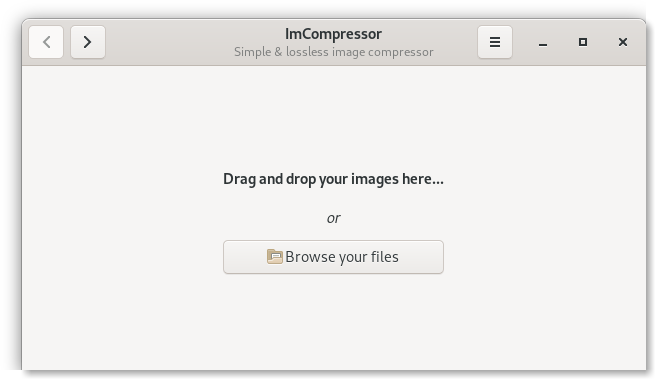 ImCompressor
Simple & lossless image compressor
Drag and drop your images here...
or
Browse your files